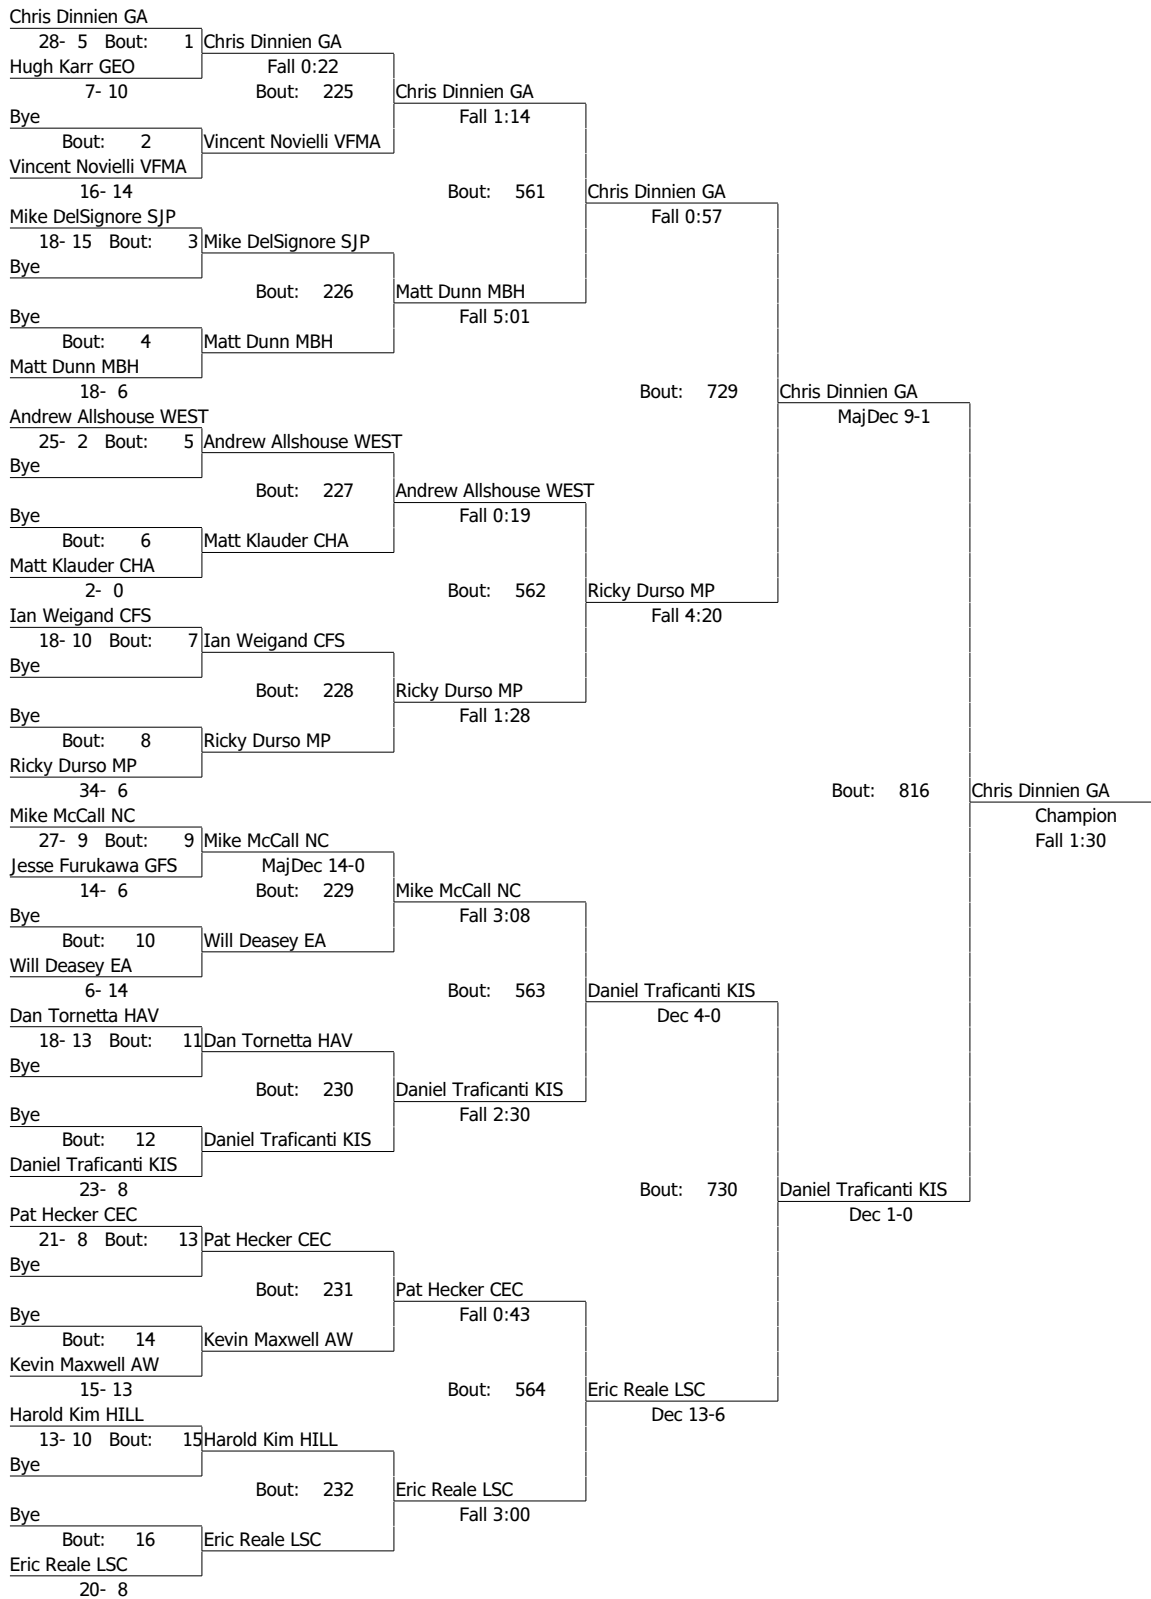 Chris Dinnien GA
28- 5 Bout: 1 Chris Dinnien GA
Hugh Karr GEO Fall 0:22
7- 10 Bout: 225 Chris Dinnien GA
Bye Fall 1:14
Bout: 2 Vincent Novielli VFMA
Vincent Novielli VFMA
16- 14 Bout: 561 Chris Dinnien GA
Mike DelSignore SJP Fall 0:57
18- 15 Bout: 3 Mike DelSignore SJP
Bye
Bout: 226 Matt Dunn MBH
Bye Fall 5:01
Bout: 4 Matt Dunn MBH
Matt Dunn MBH
18- 6 Bout: 729 Chris Dinnien GA
Andrew Allshouse WEST MajDec 9-1
25- 2 Bout: 5 Andrew Allshouse WEST
Bye
Bout: 227 Andrew Allshouse WEST
Bye Fall 0:19
Bout: 6 Matt Klauder CHA
Matt Klauder CHA
2- 0 Bout: 562 Ricky Durso MP
Ian Weigand CFS Fall 4:20
18- 10 Bout: 7 Ian Weigand CFS
Bye
Bout: 228 Ricky Durso MP
Bye Fall 1:28
Bout: 8 Ricky Durso MP
Ricky Durso MP
34- 6 Bout: 816 Chris Dinnien GA
Mike McCall NC Champion
27- 9 Bout: 9 Mike McCall NC Fall 1:30
Jesse Furukawa GFS MajDec 14-0
14- 6 Bout: 229 Mike McCall NC
Bye Fall 3:08
Bout: 10 Will Deasey EA
Will Deasey EA
6- 14 Bout: 563 Daniel Traficanti KIS
Dan Tornetta HAV Dec 4-0
18- 13 Bout: 11 Dan Tornetta HAV
Bye
Bout: 230 Daniel Traficanti KIS
Bye Fall 2:30
Bout: 12 Daniel Traficanti KIS
Daniel Traficanti KIS
23- 8 Bout: 730 Daniel Traficanti KIS
Pat Hecker CEC Dec 1-0
21- 8 Bout: 13 Pat Hecker CEC
Bye
Bout: 231 Pat Hecker CEC
Bye Fall 0:43
Bout: 14 Kevin Maxwell AW
Kevin Maxwell AW
15- 13 Bout: 564 Eric Reale LSC
Harold Kim HILL Dec 13-6
13- 10 Bout: 15 Harold Kim HILL
Bye
Bout: 232 Eric Reale LSC
Bye Fall 3:00
Bout: 16 Eric Reale LSC
Eric Reale LSC
20- 8